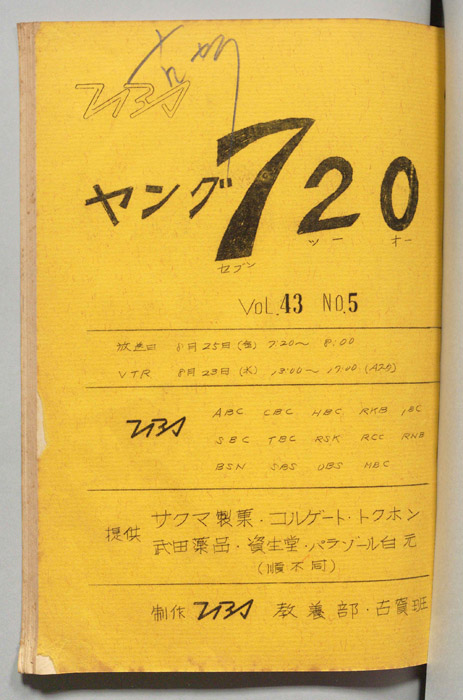 TBS
ヤング720
セブン ツー オー
VOL.43 NO.5
放送日 8月25日(金) 7:20〜8:00
VTR 8月23日(水) 13:00〜17:00
TBS ABC CBC HBC RKB IBC
SBC TBC RSK RCC RNB
BSN SBS OBS NBC
提供 サクマ製菓・コルゲート・トクホン
武田薬品・資生堂・パラゾール白元
(順不同)
制作 TBS 教養部・古賀班